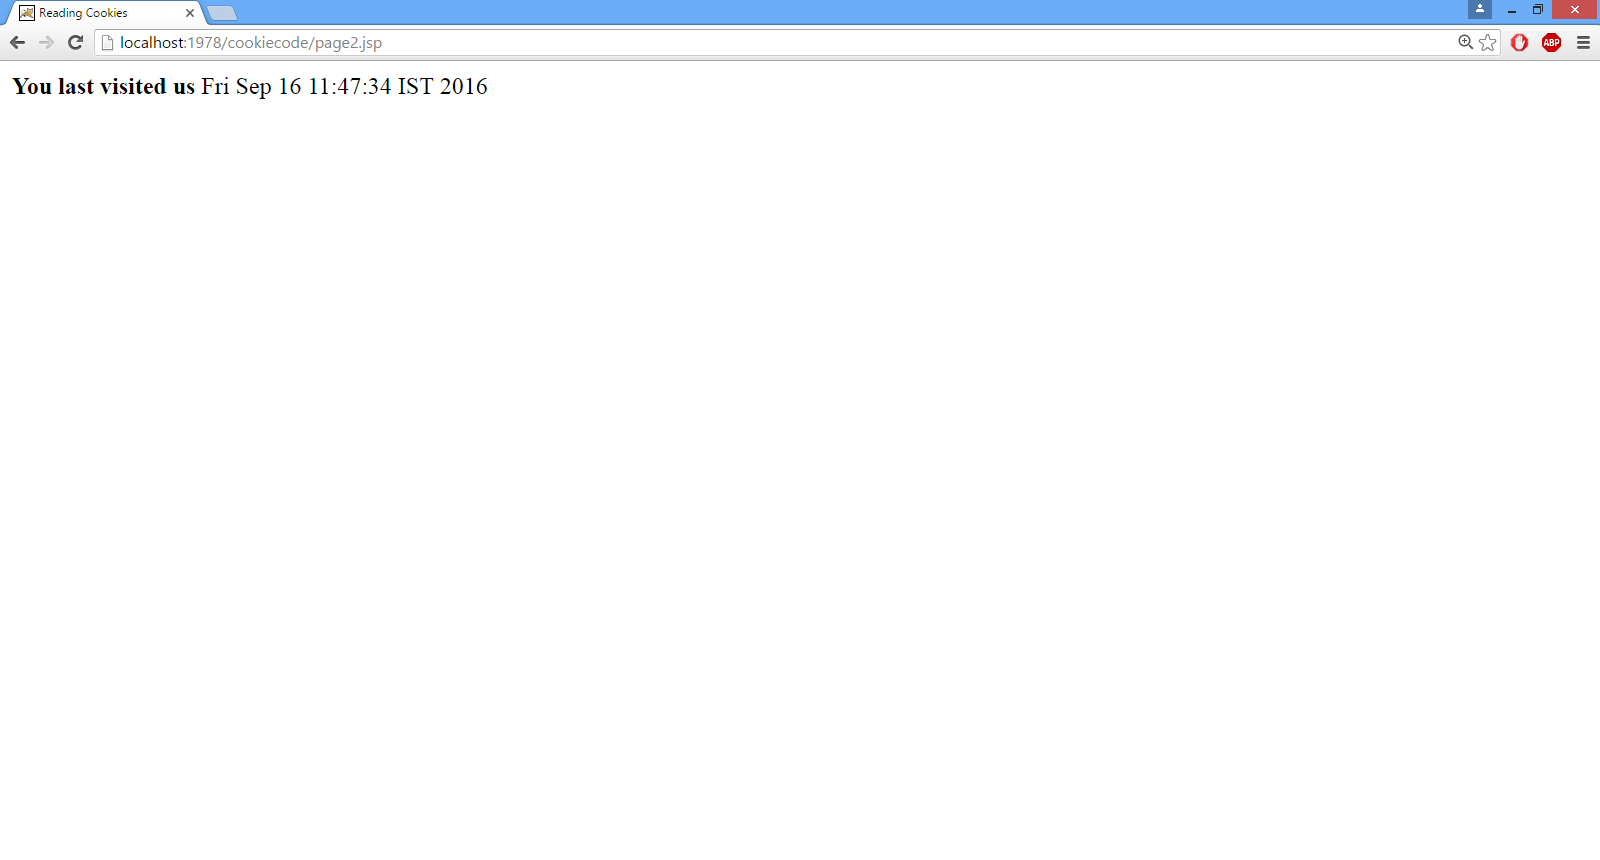 Reading Cookies
localhost:1978/cookiecode/page2.jsp
ABP
You last visited us Fri Sep 16 11:47:34 IST 2016